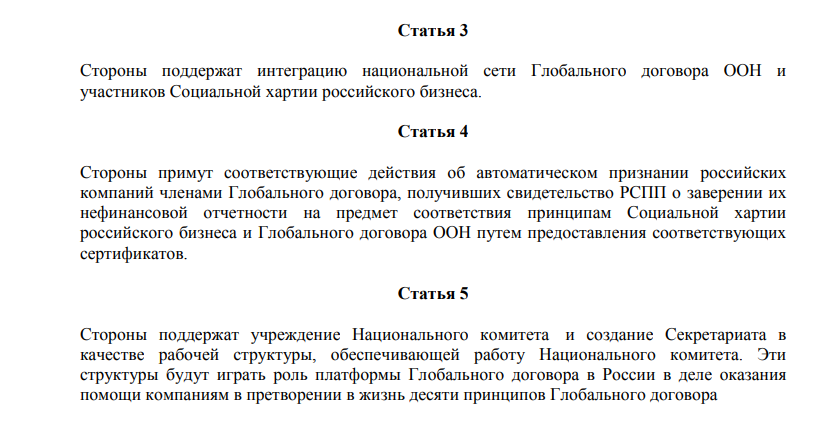 Статья 3
Стороны поддержат интеграцию национальной сети Глобального договора ООН и
участников Социальной хартии российского бизнеса.
Статья 4
Стороны примут соответствующие действия об автоматическом признании российских
компаний членами Глобального договора, получивших свидетельство РСПП о заверении их
нефинансовой отчетности на предмет соответствия принципам Социальной хартии
российского бизнеса и Глобального договора ООН путем предоставления соответствующих
сертификатов.
Статья 5
Стороны поддержат учреждение Национального комитета и создание Секретариата в
качестве рабочей структуры, обеспечивающей работу Национального комитета. Эти
структуры будут играть роль платформы Глобального договора в России в деле оказания
помощи компаниям в претворении в жизнь десяти принципов Глобального договора